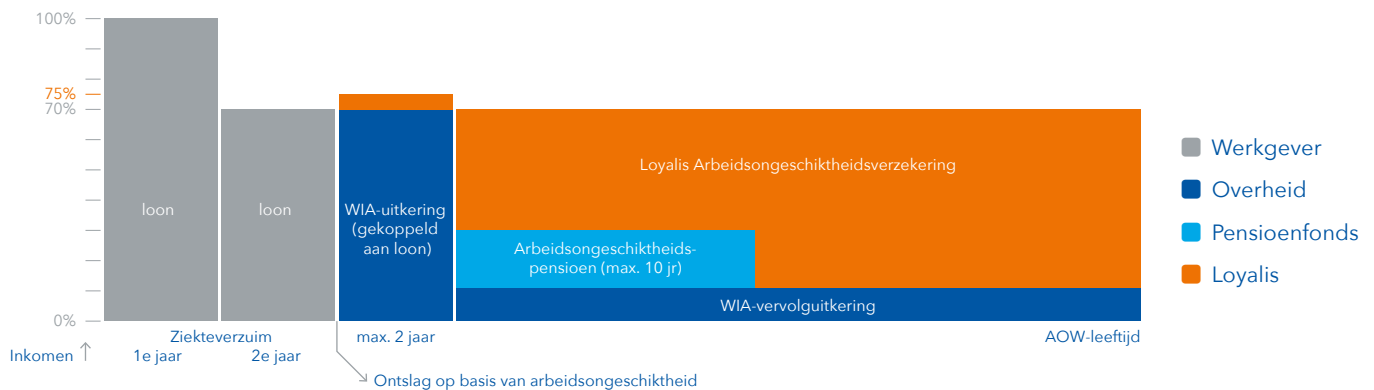 100%
75%
70%
0%
loon
loon
WIA-uitkering
(gekoppeld
aan loon)
Loyalis Arbeidsongeschiktheidsverzekering
Arbeidsongeschiktheids-
pensioen (max. 10 jr)
WIA-vervolguitkering
Werkgever
Overheid
Pensioenfonds
Loyalis
Inkomen
Ziekteverzuim
1e jaar
2e jaar
max. 2 jaar
AOW-leeftijd
Ontslag op basis van arbeidsongeschiktheid